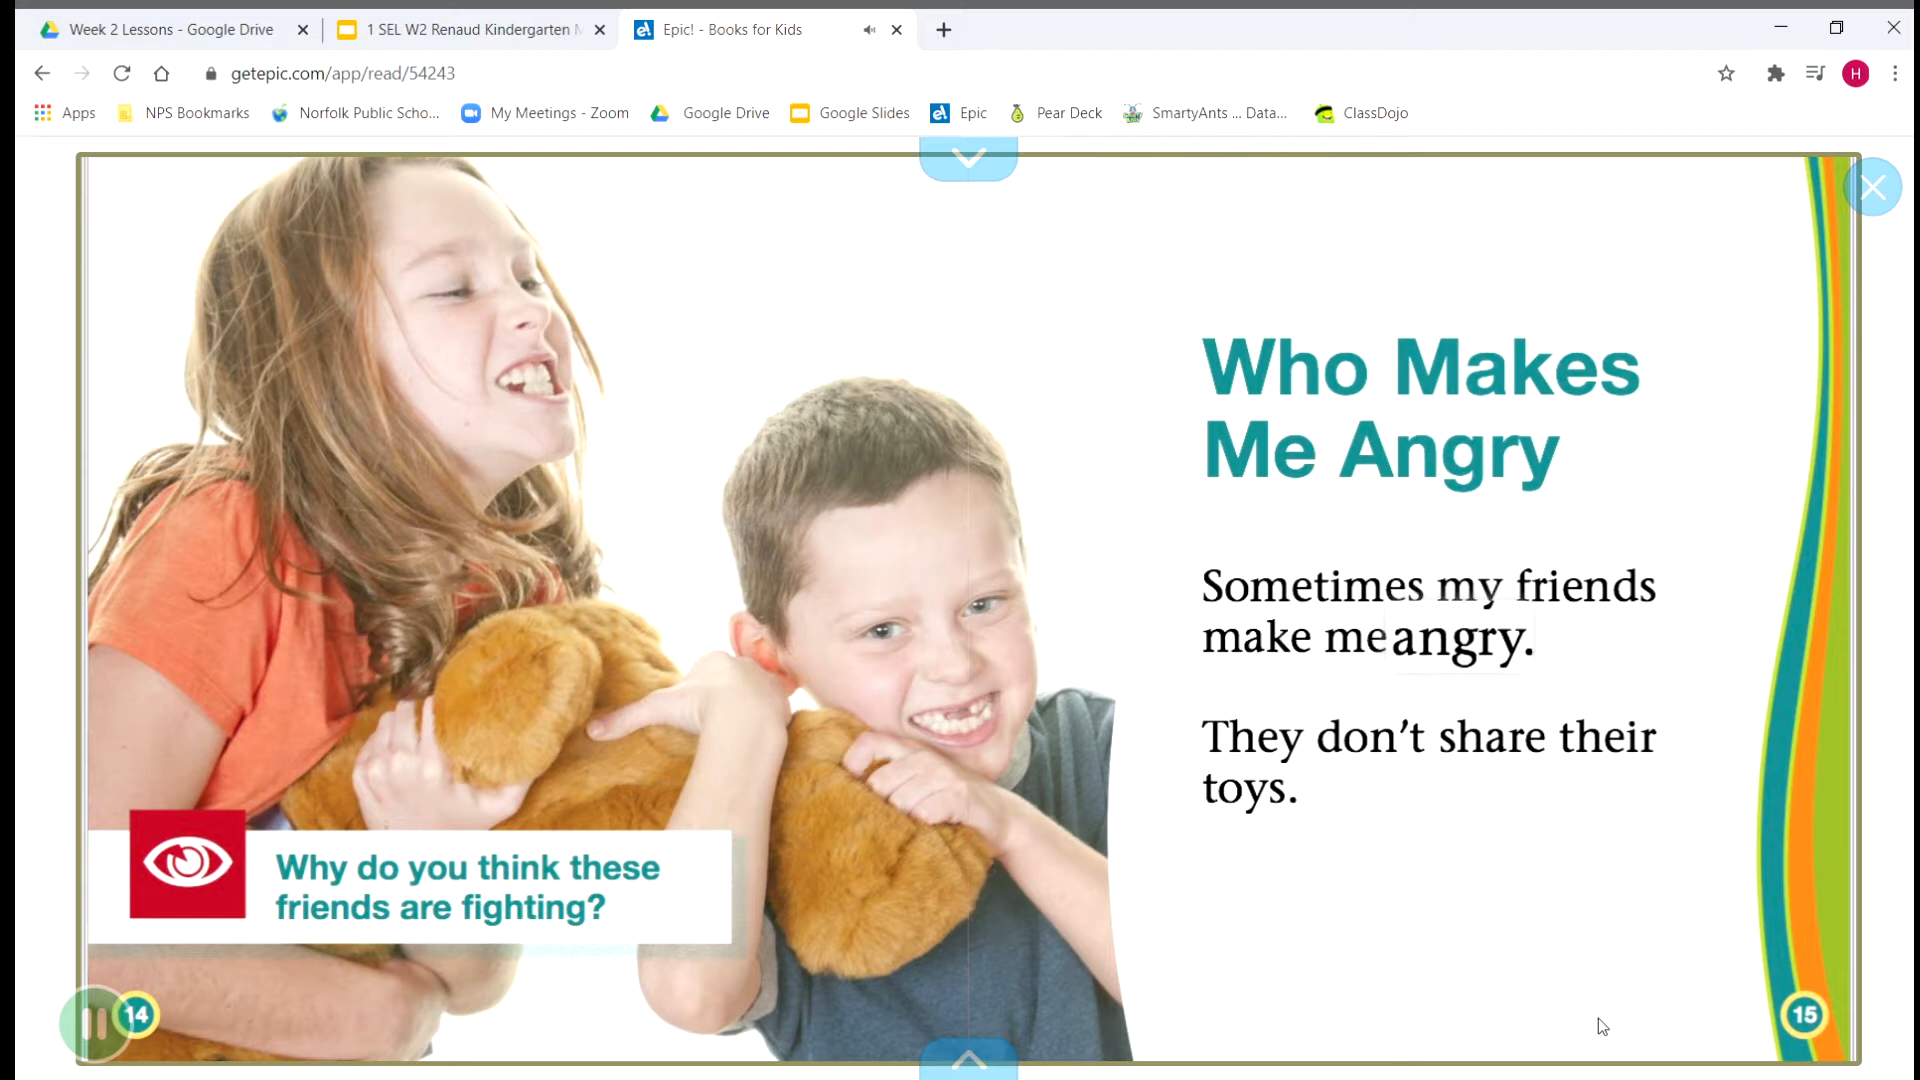 Week 2 Lessons - Google Drive
1 SEL W2 Renaud Kindergarten
Epic! - Books for Kids
getepic.com/app/read/54243
H
Apps
NPS Bookmarks
Norfolk Public Scho...
My Meetings - Zoom
Google Drive
Google Slides
Epic
Pear Deck
SmartyAnts ... Data...
ClassDojo
Who Makes
Me Angry
Sometimes my friends
make me angry.
They don't share their
toys.
Why do you think these
friends are fighting?
14
15